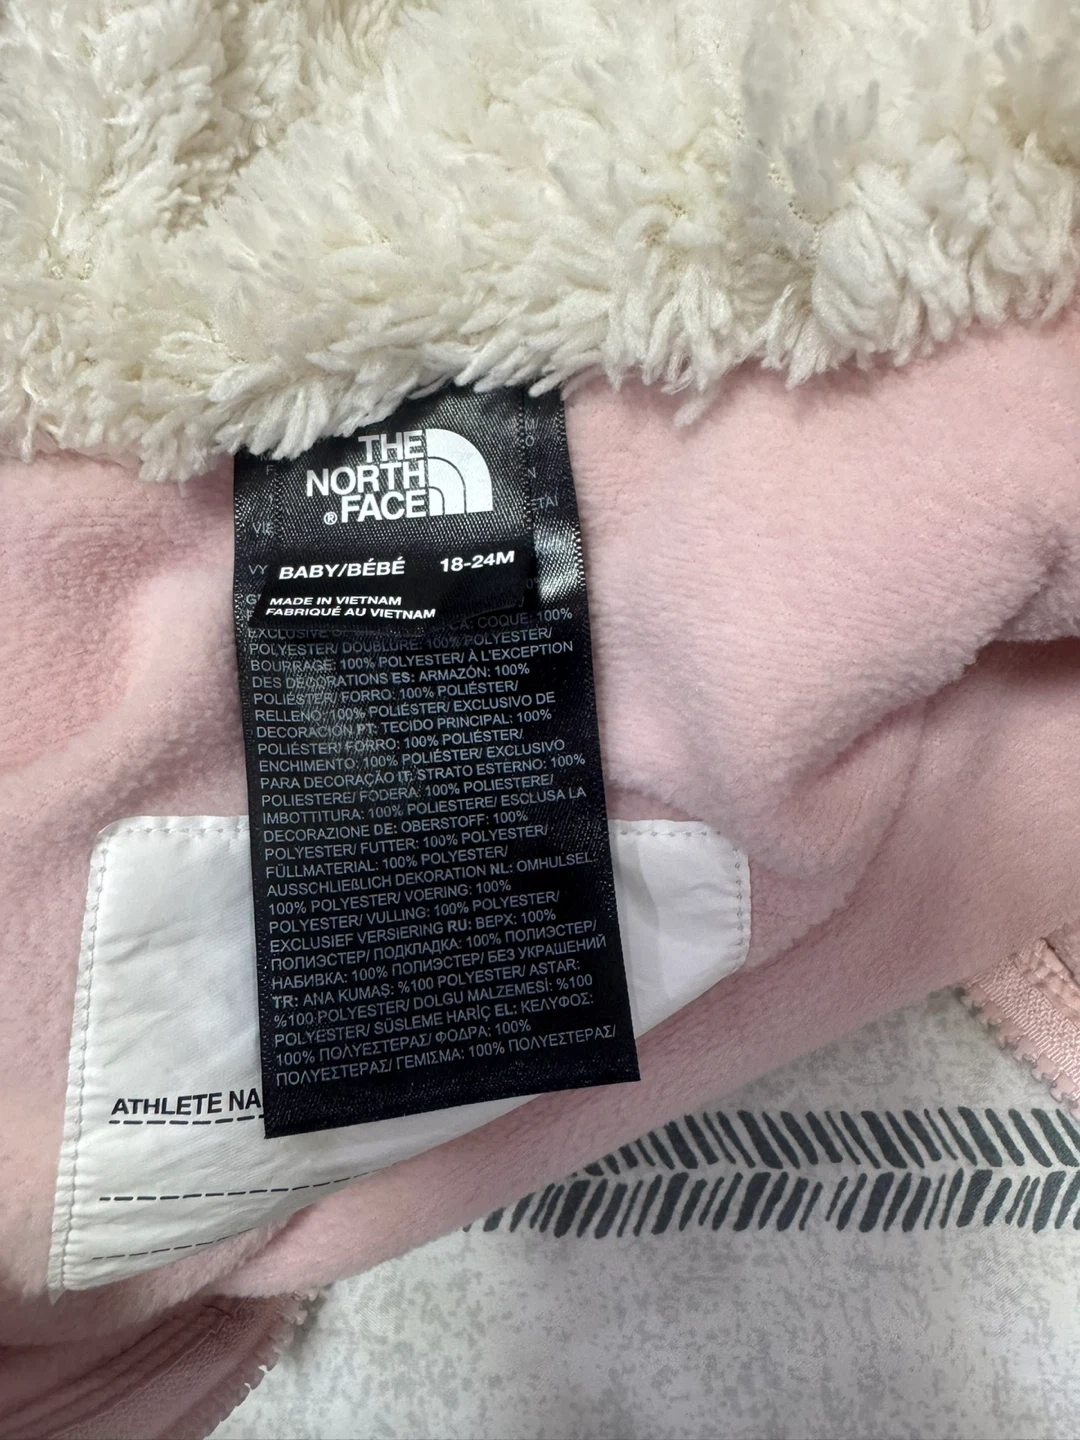 THE
NORTH
® FACE
BABY/BÉBÉ 18-24M
MADE IN VIETNAM
FABRIQUÉ AU VIETNAM
VY
COQUE: 100%
POLYESTER/ DOUBLURE: 100% POLYESTER/
BOURRAGE: 100% POLYESTER/ À L'EXCEPTION
DES DÉCORATIONS ES: ARMAZÓN: 100%
POLIÉSTER/ FORRO: 100% POLIÉSTER/
RELLENO: 100% POLIÉSTER/ EXCLUSIVO DE
DECORACIÓN PT: TECIDO PRINCIPAL: 100%
POLIÉSTER/ FORRO: 100% POLIÉSTER/
ENCHIMENTO: 100% POLIÉSTER/ EXCLUSIVO
PARA DECORAÇÃO IT: STRATO ESTERNO: 100%
POLIESTERE/ FODERA: 100% POLIESTERE/
IMBOTTITURA: 100% POLIESTERE/ ESCLUSA LA
DECORAZIONE DE: OBERSTOFF: 100%
POLYESTER/ FUTTER: 100% POLYESTER/
FÜLLMATERIAL: 100% POLYESTER/
AUSSCHLIEßLICH DEKORATION NL: OMHULSEL:
100% POLYESTER/ VOERING: 100%
POLYESTER/ VULLING: 100% POLYESTER/
EXCLUSIEF VERSIERING RU: ВЕРХ: 100%
ПОЛИЭСТЕР/ ПОДКЛАДКА: 100% ПОЛИЭСТЕР/
НАБИВКА: 100% ПОЛИЭСТЕР/ БЕЗ УКРАШЕНИЙ
TR: ANA KUMAŞ: %100 POLYESTER/ ASTAR:
%100 POLYESTER/ DOLGU MALZEMESİ: %100
POLYESTER/ SÜSLEME HARİÇ EL: ΚΕΛΥΦΟΣ:
100% ΠΟΛΥΕΣΤΕΡΑΣ/ ΦΟΔΡΑ: 100%
ΠΟΛΥΕΣΤΕΡΑΣ/ ΓΕΜΙΣΜΑ: 100% ΠΟΛΥΕΣΤΕΡΑΣ/
ATHLETE NA